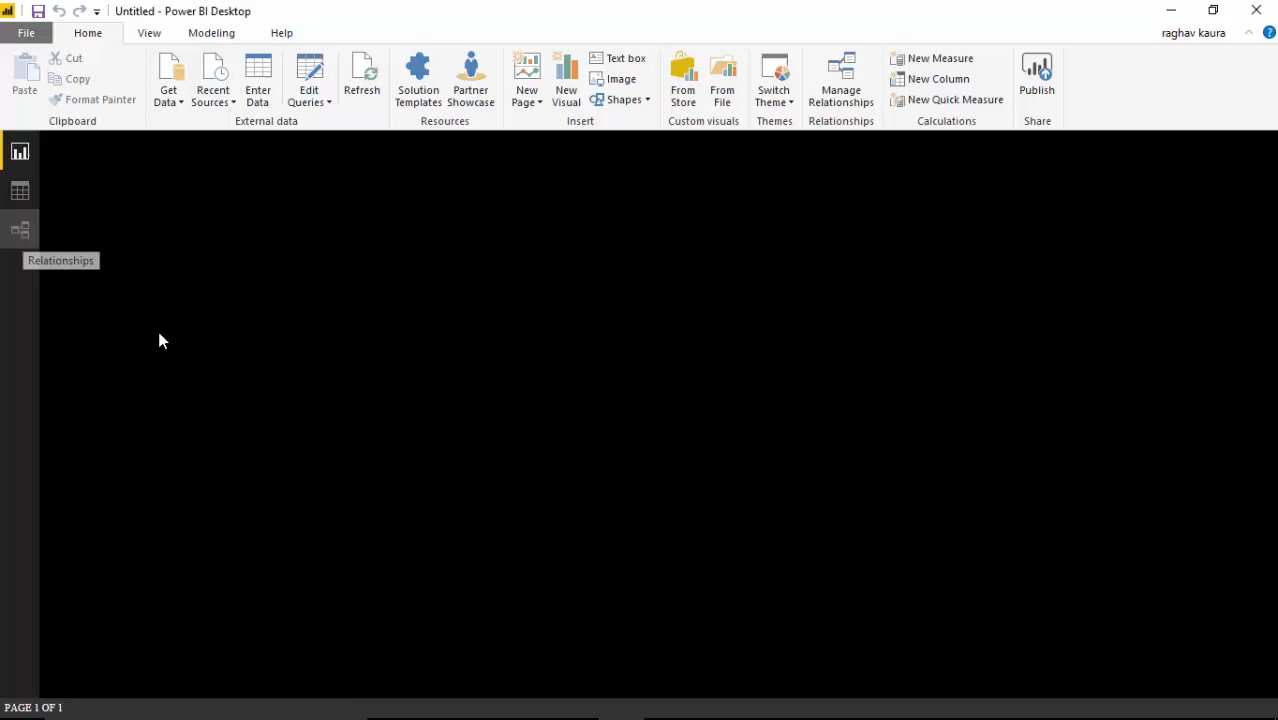 Untitled - Power BI Desktop
File Home View Modeling Help raghav kaura
Paste Cut Copy Format Painter
Get Data Recent Sources Enter Data Edit Queries Refresh
Solution Templates Partner Showcase
New Page New Visual Text box Image Shapes
From Store From File
Switch Theme
Manage Relationships
New Measure New Column New Quick Measure
Publish
Clipboard External data Resources Insert Custom visuals Themes Relationships Calculations Share
Relationships
PAGE 1 OF 1